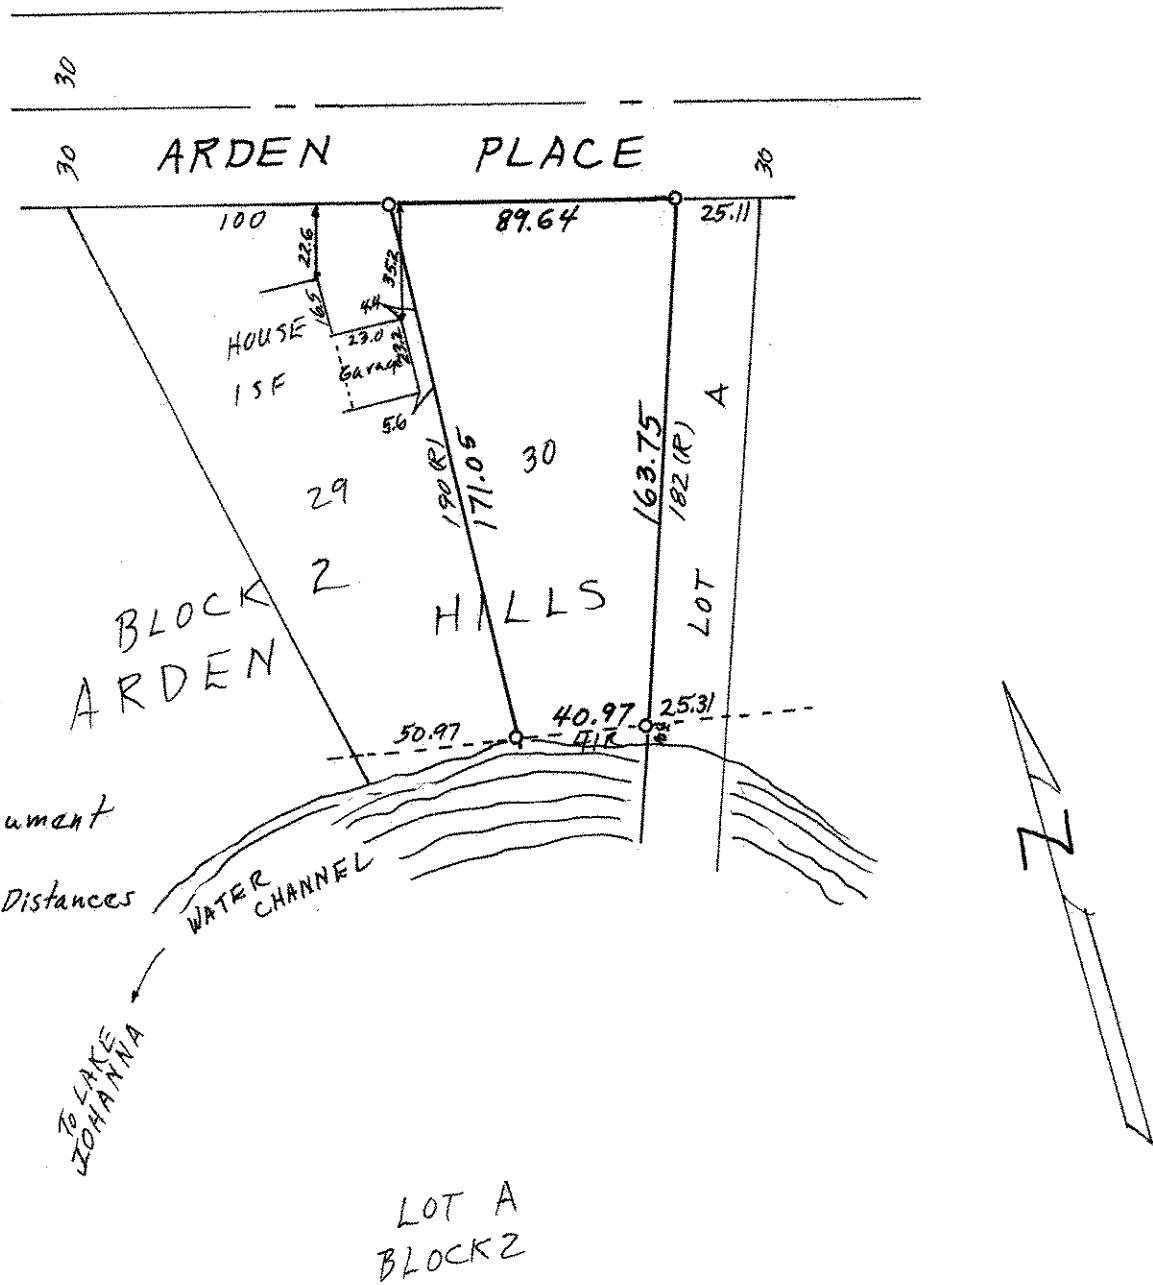 30
ARDEN PLACE
30
30
100
89.64
25.11
22.6
35.2
16.5
4.4
HOUSE
23.0
23.2
1SF
Garage
5.6
190 (R)
171.05
30
163.75
182 (R)
LOT A
29
BLOCK 2
ARDEN HILLS
50.97
40.97
41R
25.31
ument
Distances
WATER
CHANNEL
Z
TO LAKE
JOHANNA
LOT A
BLOCK 2